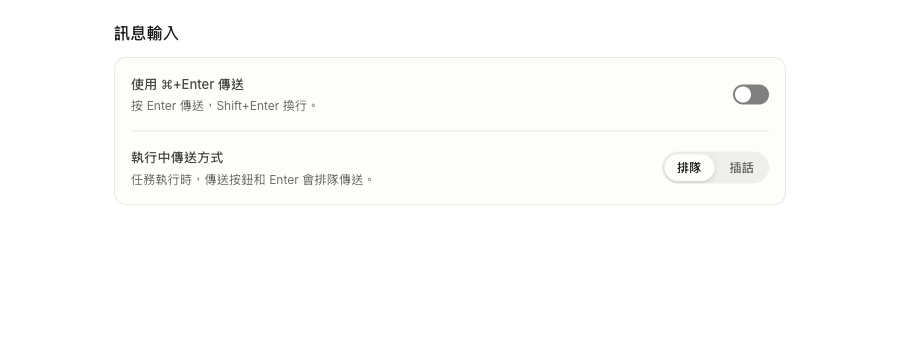 訊息輸入
使用 ⌘+Enter 傳送
按 Enter 傳送，Shift+Enter 換行。
執行中傳送方式
任務執行時，傳送按鈕和 Enter 會排隊傳送。
排隊 插話